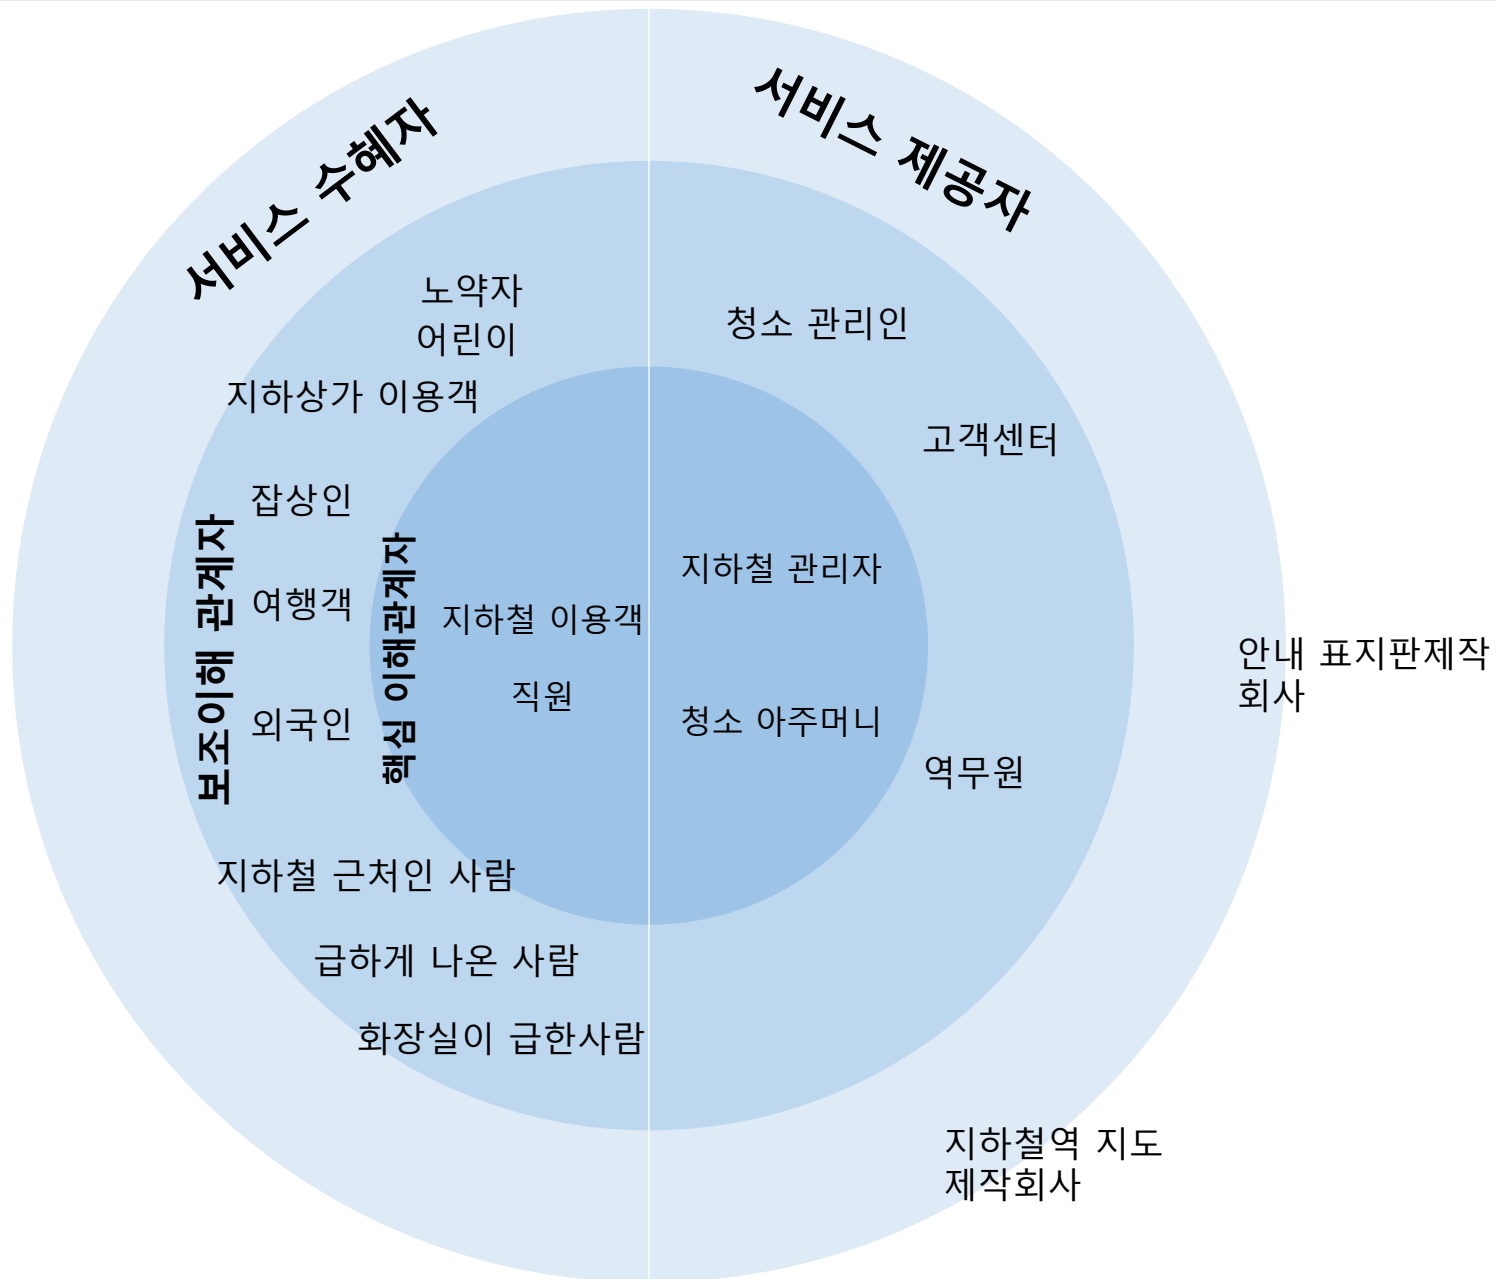 서비스 수혜자
서비스 제공자
노약자
어린이
청소 관리인
지하상가 이용객
고객센터
잡상인
보조이해 관계자
핵심 이해관계자
지하철 관리자
여행객
지하철 이용객
안내 표지판제작
회사
직원
외국인
청소 아주머니
역무원
지하철 근처인 사람
급하게 나온 사람
화장실이 급한사람
지하철역 지도
제작회사